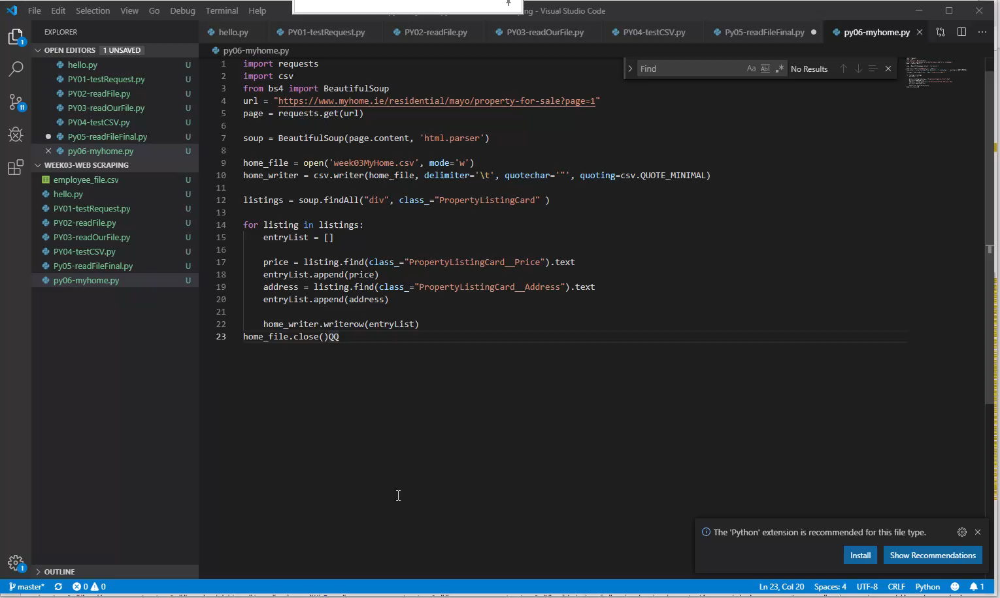 File Edit Selection View Go Debug Terminal Help
ng - Visual Studio Code
EXPLORER
hello.py PY01-testRequest.py PY02-readFile.py PY03-readOurFile.py PY04-testCSV.py Py05-readFileFinal.py py06-myhome.py
OPEN EDITORS 1 UNSAVED
hello.py U
PY01-testRequest.py U
PY02-readFile.py U
PY03-readOurFile.py U
PY04-testCSV.py U
Py05-readFileFinal.py U
py06-myhome.py U
WEEK03-WEB SCRAPING
employee_file.csv U
hello.py U
PY01-testRequest.py U
PY02-readFile.py U
PY03-readOurFile.py U
PY04-testCSV.py U
Py05-readFileFinal.py U
py06-myhome.py U
OUTLINE
1
11
1
py06-myhome.py
Find Aa Abl .* No Results
1 import requests
2 import csv
3 from bs4 import BeautifulSoup
4 url = "https://www.myhome.ie/residential/mayo/property-for-sale?page=1"
5 page = requests.get(url)
6
7 soup = BeautifulSoup(page.content, 'html.parser')
8
9 home_file = open('week03MyHome.csv', mode='w')
10 home_writer = csv.writer(home_file, delimiter='\t', quotechar='"', quoting=csv.QUOTE_MINIMAL)
11
12 listings = soup.findAll("div", class_="PropertyListingCard" )
13
14 for listing in listings:
15 entryList = []
16
17 price = listing.find(class_="PropertyListingCard__Price").text
18 entryList.append(price)
19 address = listing.find(class_="PropertyListingCard__Address").text
20 entryList.append(address)
21
22 home_writer.writerow(entryList)
23 home_file.close()QQ
The 'Python' extension is recommended for this file type.
Install Show Recommendations
master* 0 0 Ln 23, Col 20 Spaces: 4 UTF-8 CRLF Python 1